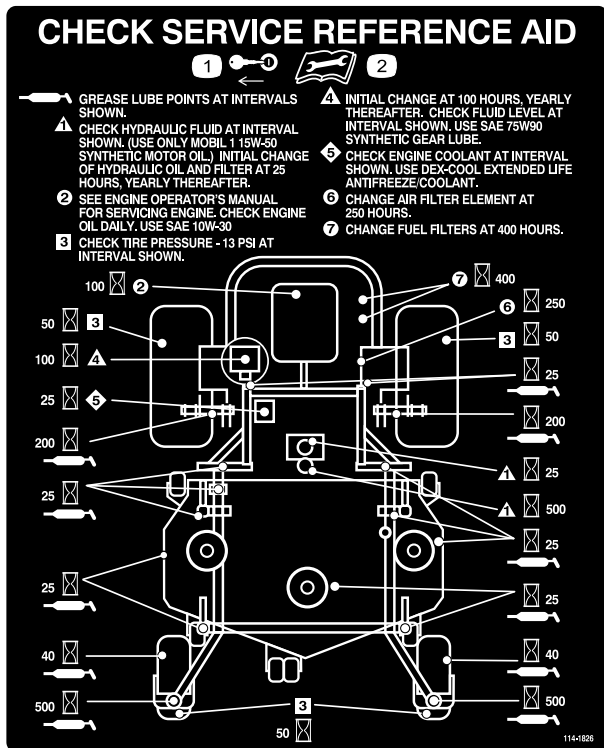 CHECK SERVICE REFERENCE AID
1 2
GREASE LUBE POINTS AT INTERVALS
SHOWN.
1 CHECK HYDRAULIC FLUID AT INTERVAL
SHOWN. (USE ONLY MOBIL 1 15W-50
SYNTHETIC MOTOR OIL.) INITIAL CHANGE
OF HYDRAULIC OIL AND FILTER AT 25
HOURS, YEARLY THEREAFTER.
2 SEE ENGINE OPERATOR'S MANUAL
FOR SERVICING ENGINE. CHECK ENGINE
OIL DAILY. USE SAE 10W-30
3 CHECK TIRE PRESSURE - 13 PSI AT
INTERVAL SHOWN.
4 INITIAL CHANGE AT 100 HOURS, YEARLY
THEREAFTER. CHECK FLUID LEVEL AT
INTERVAL SHOWN. USE SAE 75W90
SYNTHETIC GEAR LUBE.
5 CHECK ENGINE COOLANT AT INTERVAL
SHOWN. USE DEX-COOL EXTENDED LIFE
ANTIFREEZE/COOLANT.
6 CHANGE AIR FILTER ELEMENT AT
250 HOURS.
7 CHANGE FUEL FILTERS AT 400 HOURS.
100 2
7 400
6 250
50 3
3 50
100 4
25
25 5
200
200
1 25
25
1 500
25
25
25
40
40
500
500
3
50
114-1826